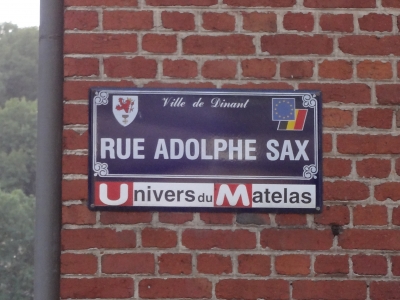 Ville de Dinant
RUE ADOLPHE SAX
Univers du Matelas